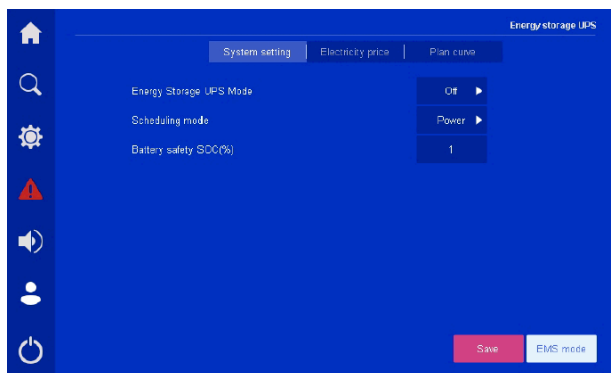 Energy storage UPS
System setting Electricity price Plan curve
Energy Storage UPS Mode Off
Scheduling mode Power
Battery safety SOC(%) 1
Save EMS mode